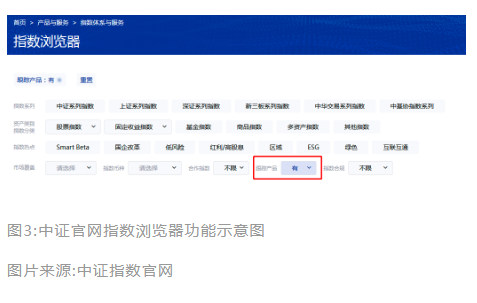 首页 > 产品与服务 > 指数体系与服务
指数浏览器
跟踪产品：有 重置
指数系列 中证系列指数 上证系列指数 深证系列指数 新三板系列指数 中华交易系列指数 中基协指数系列
资产类别 股票指数 固定收益指数 基金指数 商品指数 多资产指数 其他指数
指数分类
指数热点 Smart Beta 国企改革 低风险 红利/高股息 区域 ESG 绿色 互联互通
市场覆盖 请选择 指数币种 请选择 合作指数 不限 跟踪产品 有 指数合规 不限
图3:中证官网指数浏览器功能示意图
图片来源:中证指数官网